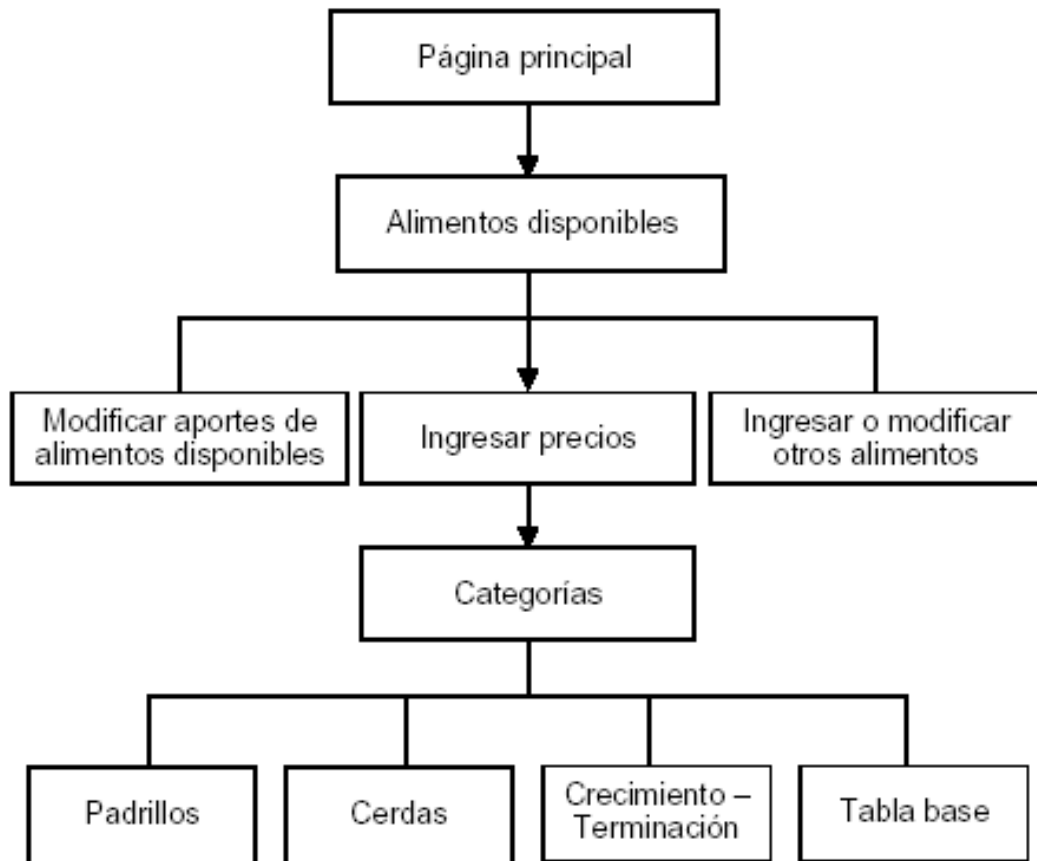 Página principal
Alimentos disponibles
Modificar aportes de
alimentos disponibles
Ingresar precios
Ingresar o modificar
otros alimentos
Categorías
Padrillos
Cerdas
Crecimiento –
Terminación
Tabla base